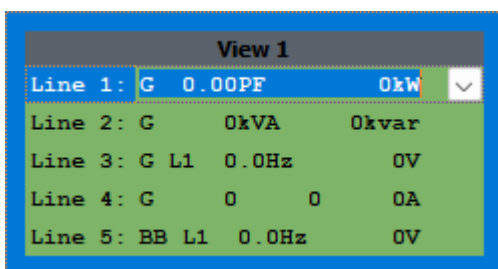 View 1
Line 1: G 0.00PF 0kW
Line 2: G 0kVA 0kvar
Line 3: G L1 0.0Hz 0V
Line 4: G 0 0 0A
Line 5: BB L1 0.0Hz 0V